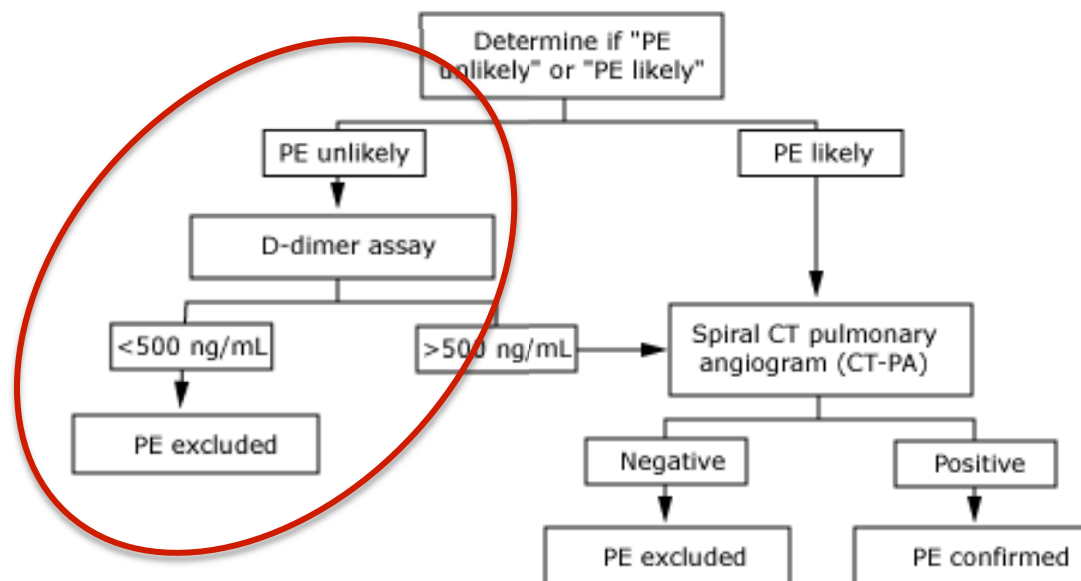 Determine if "PE
unlikely" or "PE likely"
PE unlikely
PE likely
D-dimer assay
<500 ng/mL
>500 ng/mL
Spiral CT pulmonary
angiogram (CT-PA)
PE excluded
Negative
Positive
PE excluded
PE confirmed